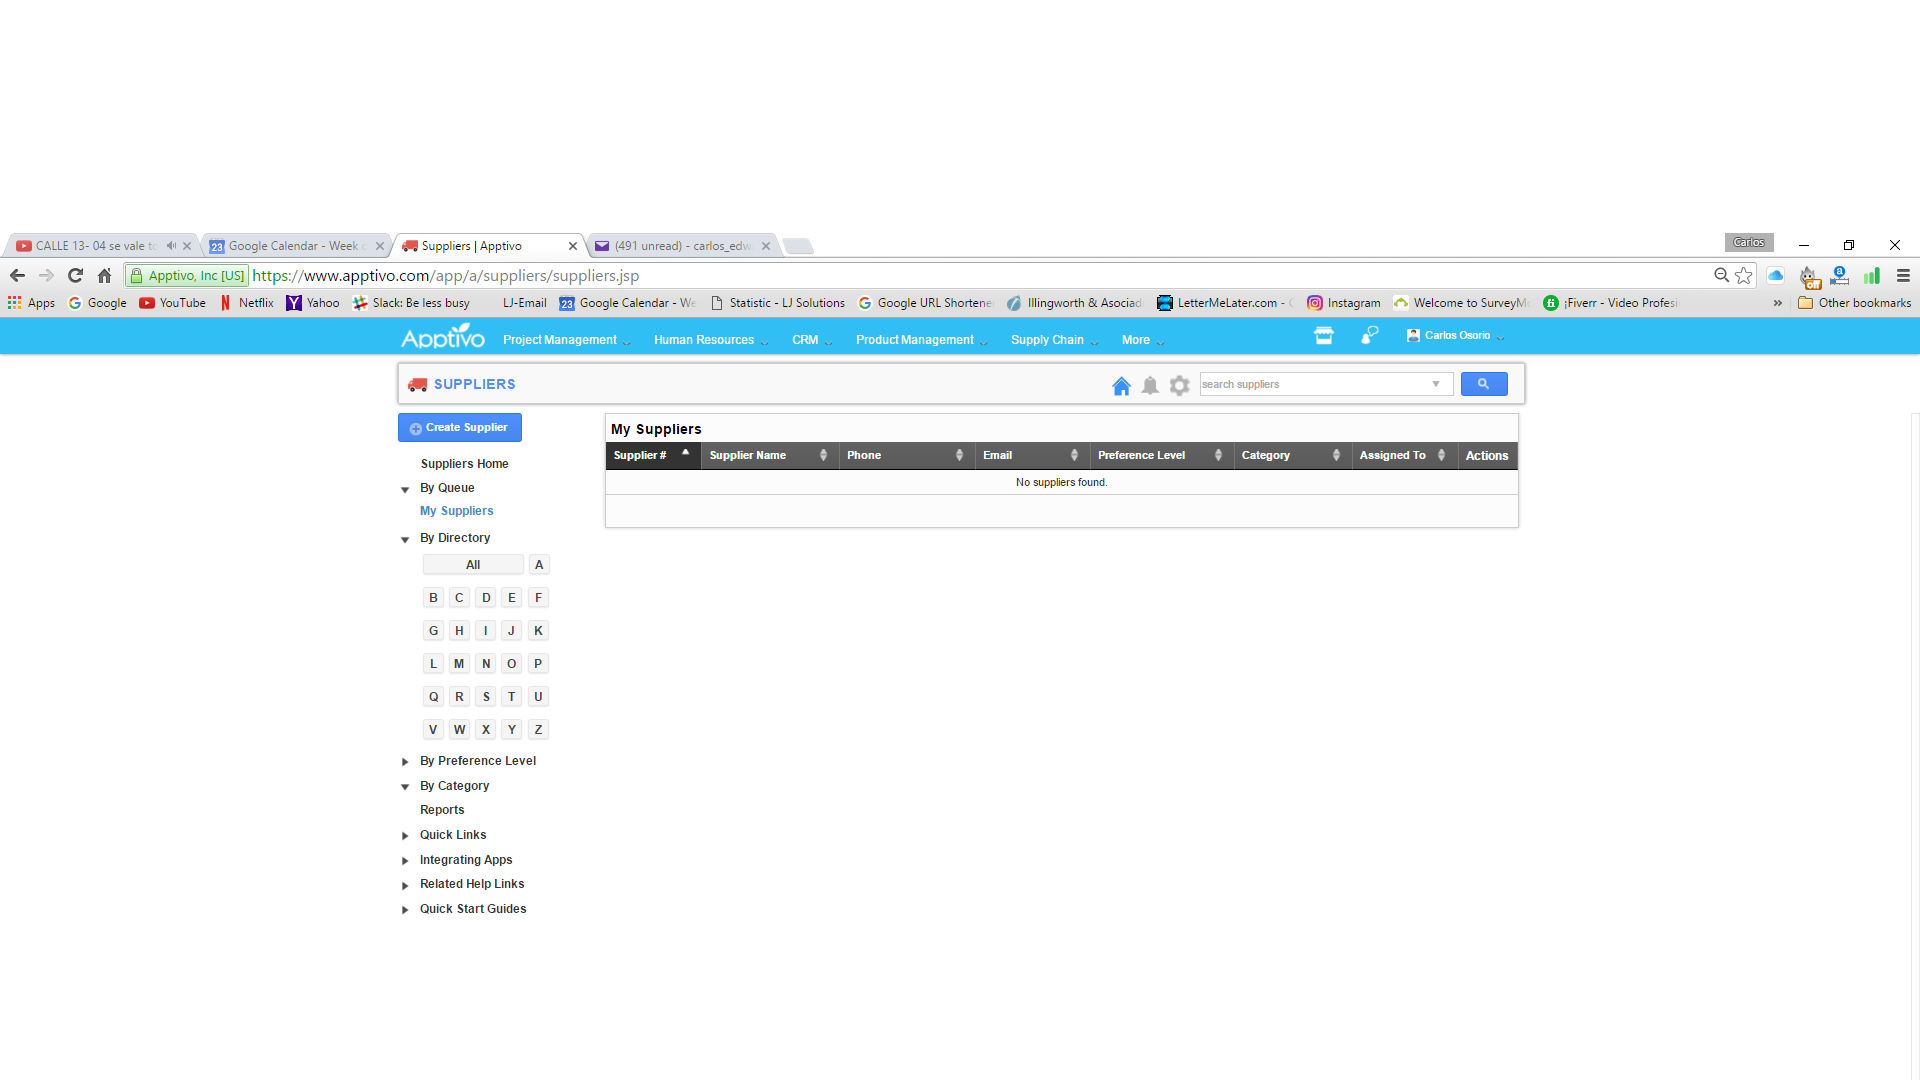 CALLE 13- 04 se vale to
Google Calendar - Week o
Suppliers | Apptivo
(491 unread) - carlos_edw
Carlos
Apptivo, Inc [US] https://www.apptivo.com/app/a/suppliers/suppliers.jsp
Apps Google YouTube Netflix Yahoo Slack: Be less busy LJ-Email Google Calendar - We Statistic - LJ Solutions Google URL Shortene Illingworth & Asociad LetterMeLater.com - Instagram Welcome to SurveyM ¡Fiverr - Video Profesi » Other bookmarks
Apptivo Project Management Human Resources CRM Product Management Supply Chain More Carlos Osorio
SUPPLIERS
search suppliers
Create Supplier
Suppliers Home
By Queue
My Suppliers
By Directory
All A
B C D E F
G H I J K
L M N O P
Q R S T U
V W X Y Z
By Preference Level
By Category
Reports
Quick Links
Integrating Apps
Related Help Links
Quick Start Guides
My Suppliers
Supplier # Supplier Name Phone Email Preference Level Category Assigned To Actions
No suppliers found.